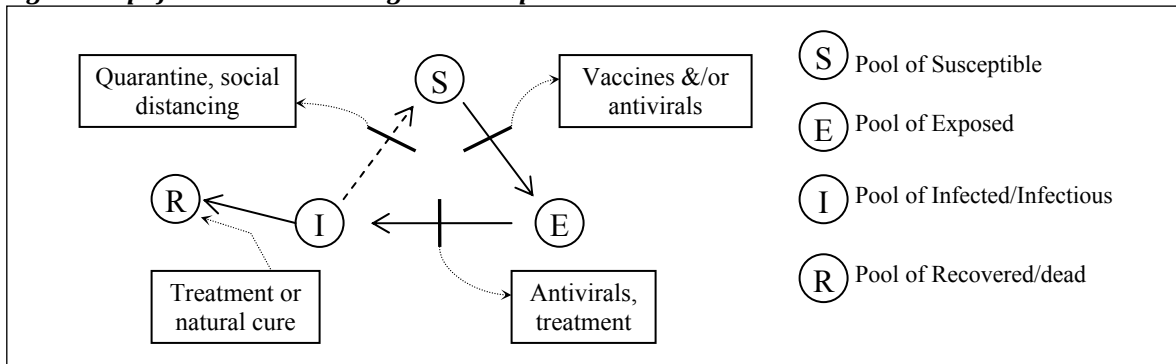 Quarantine, social
distancing
S
Vaccines &/or
antivirals
R
I
E
Treatment or
natural cure
Antivirals,
treatment
S Pool of Susceptible
E Pool of Exposed
I Pool of Infected/Infectious
R Pool of Recovered/dead